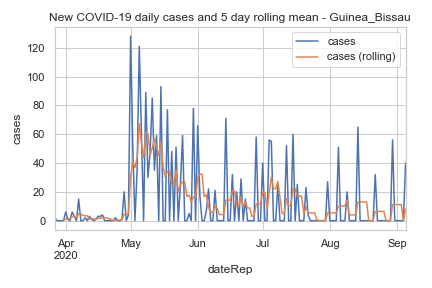 New COVID-19 daily cases and 5 day rolling mean - Guinea_Bissau
cases
cases (rolling)
120
100
80
60
40
20
0
cases
Apr
2020
May
Jun
Jul
Aug
Sep
dateRep